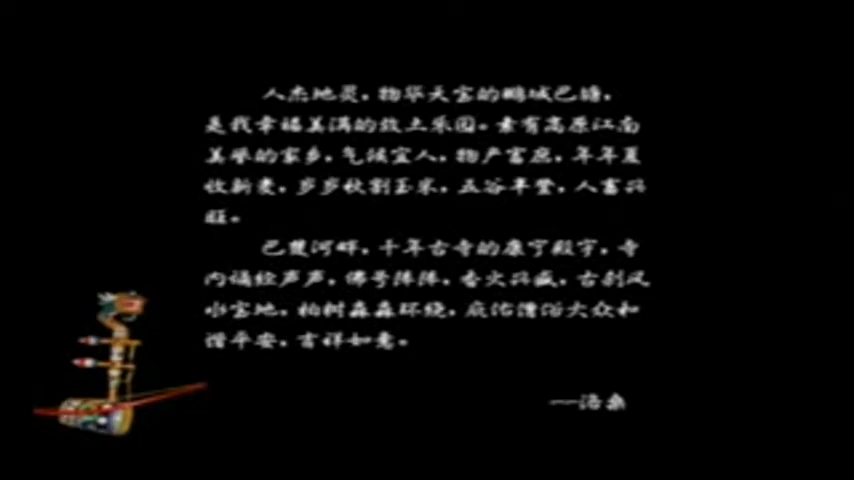 人杰地灵，物华天宝的鹏城巴塘，
是我幸福美满的故土乐园。素有高原江南
美誉的家乡，气候宜人，物产富庶，年年夏
收新麦，岁岁秋割玉米，五谷丰登，人畜兴
旺。
巴楚河畔，千年古寺的康宁殿宇，寺
内诵经声声，佛号阵阵，香火兴盛，古刹风
水宝地，柏树森森环绕，庇佑僧俗大众和
谐平安，吉祥如意。
——洛桑